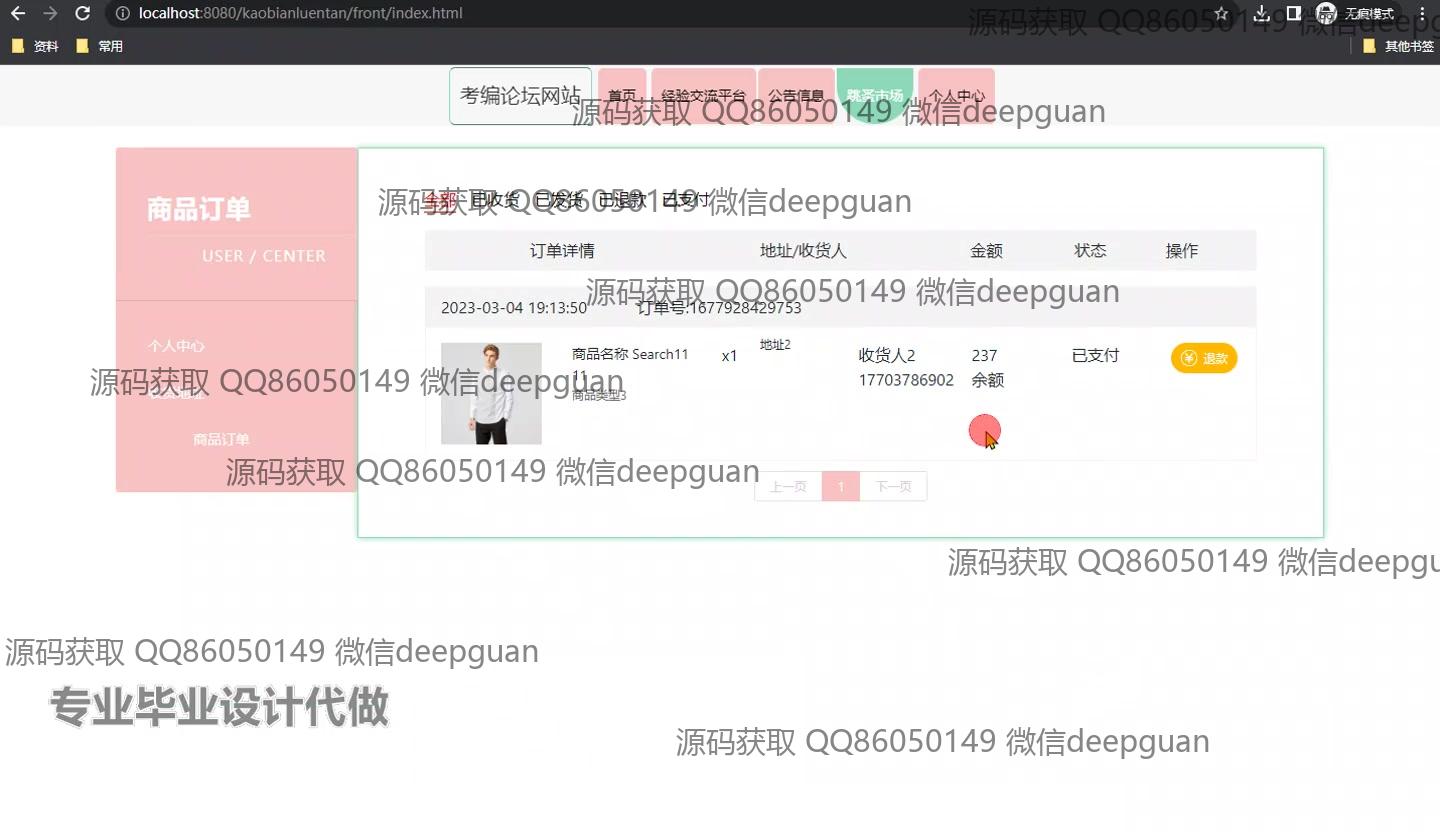 localhost:8080/kaobianluentan/front/index.html
无痕模式
资料 常用 其他书签
源码获取 QQ86050149 微信deepguan
考编论坛网站 首页 经验交流平台 公告信息 跳蚤市场 个人中心
源码获取 QQ86050149 微信deepguan
商品订单
USER / CENTER
全部 已收货 已发货 已退款 已支付
源码获取 QQ86050149 微信deepguan
订单详情 地址/收货人 金额 状态 操作
源码获取 QQ86050149 微信deepguan
2023-03-04 19:13:50 订单号:1677928429753
商品名称 Search11
11
商品类型3
x1
地址2
收货人2
17703786902
237
余额
已支付
退款
个人中心
源码获取 QQ86050149 微信deepguan
收货地址
商品订单
源码获取 QQ86050149 微信deepguan
上一页 1 下一页
源码获取 QQ86050149 微信deepgu
源码获取 QQ86050149 微信deepguan
专业毕业设计代做
源码获取 QQ86050149 微信deepguan